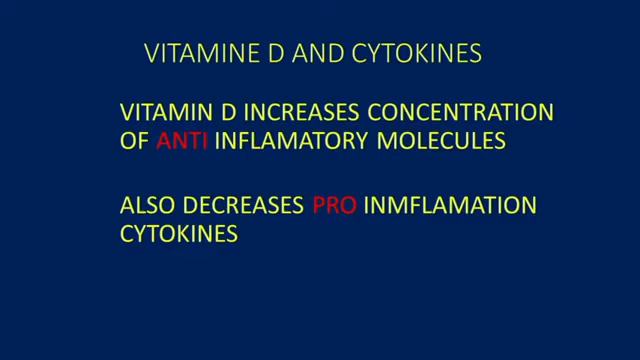 VITAMINE D AND CYTOKINES
VITAMIN D INCREASES CONCENTRATION
OF ANTI INFLAMATORY MOLECULES
ALSO DECREASES PRO INMFLAMATION
CYTOKINES